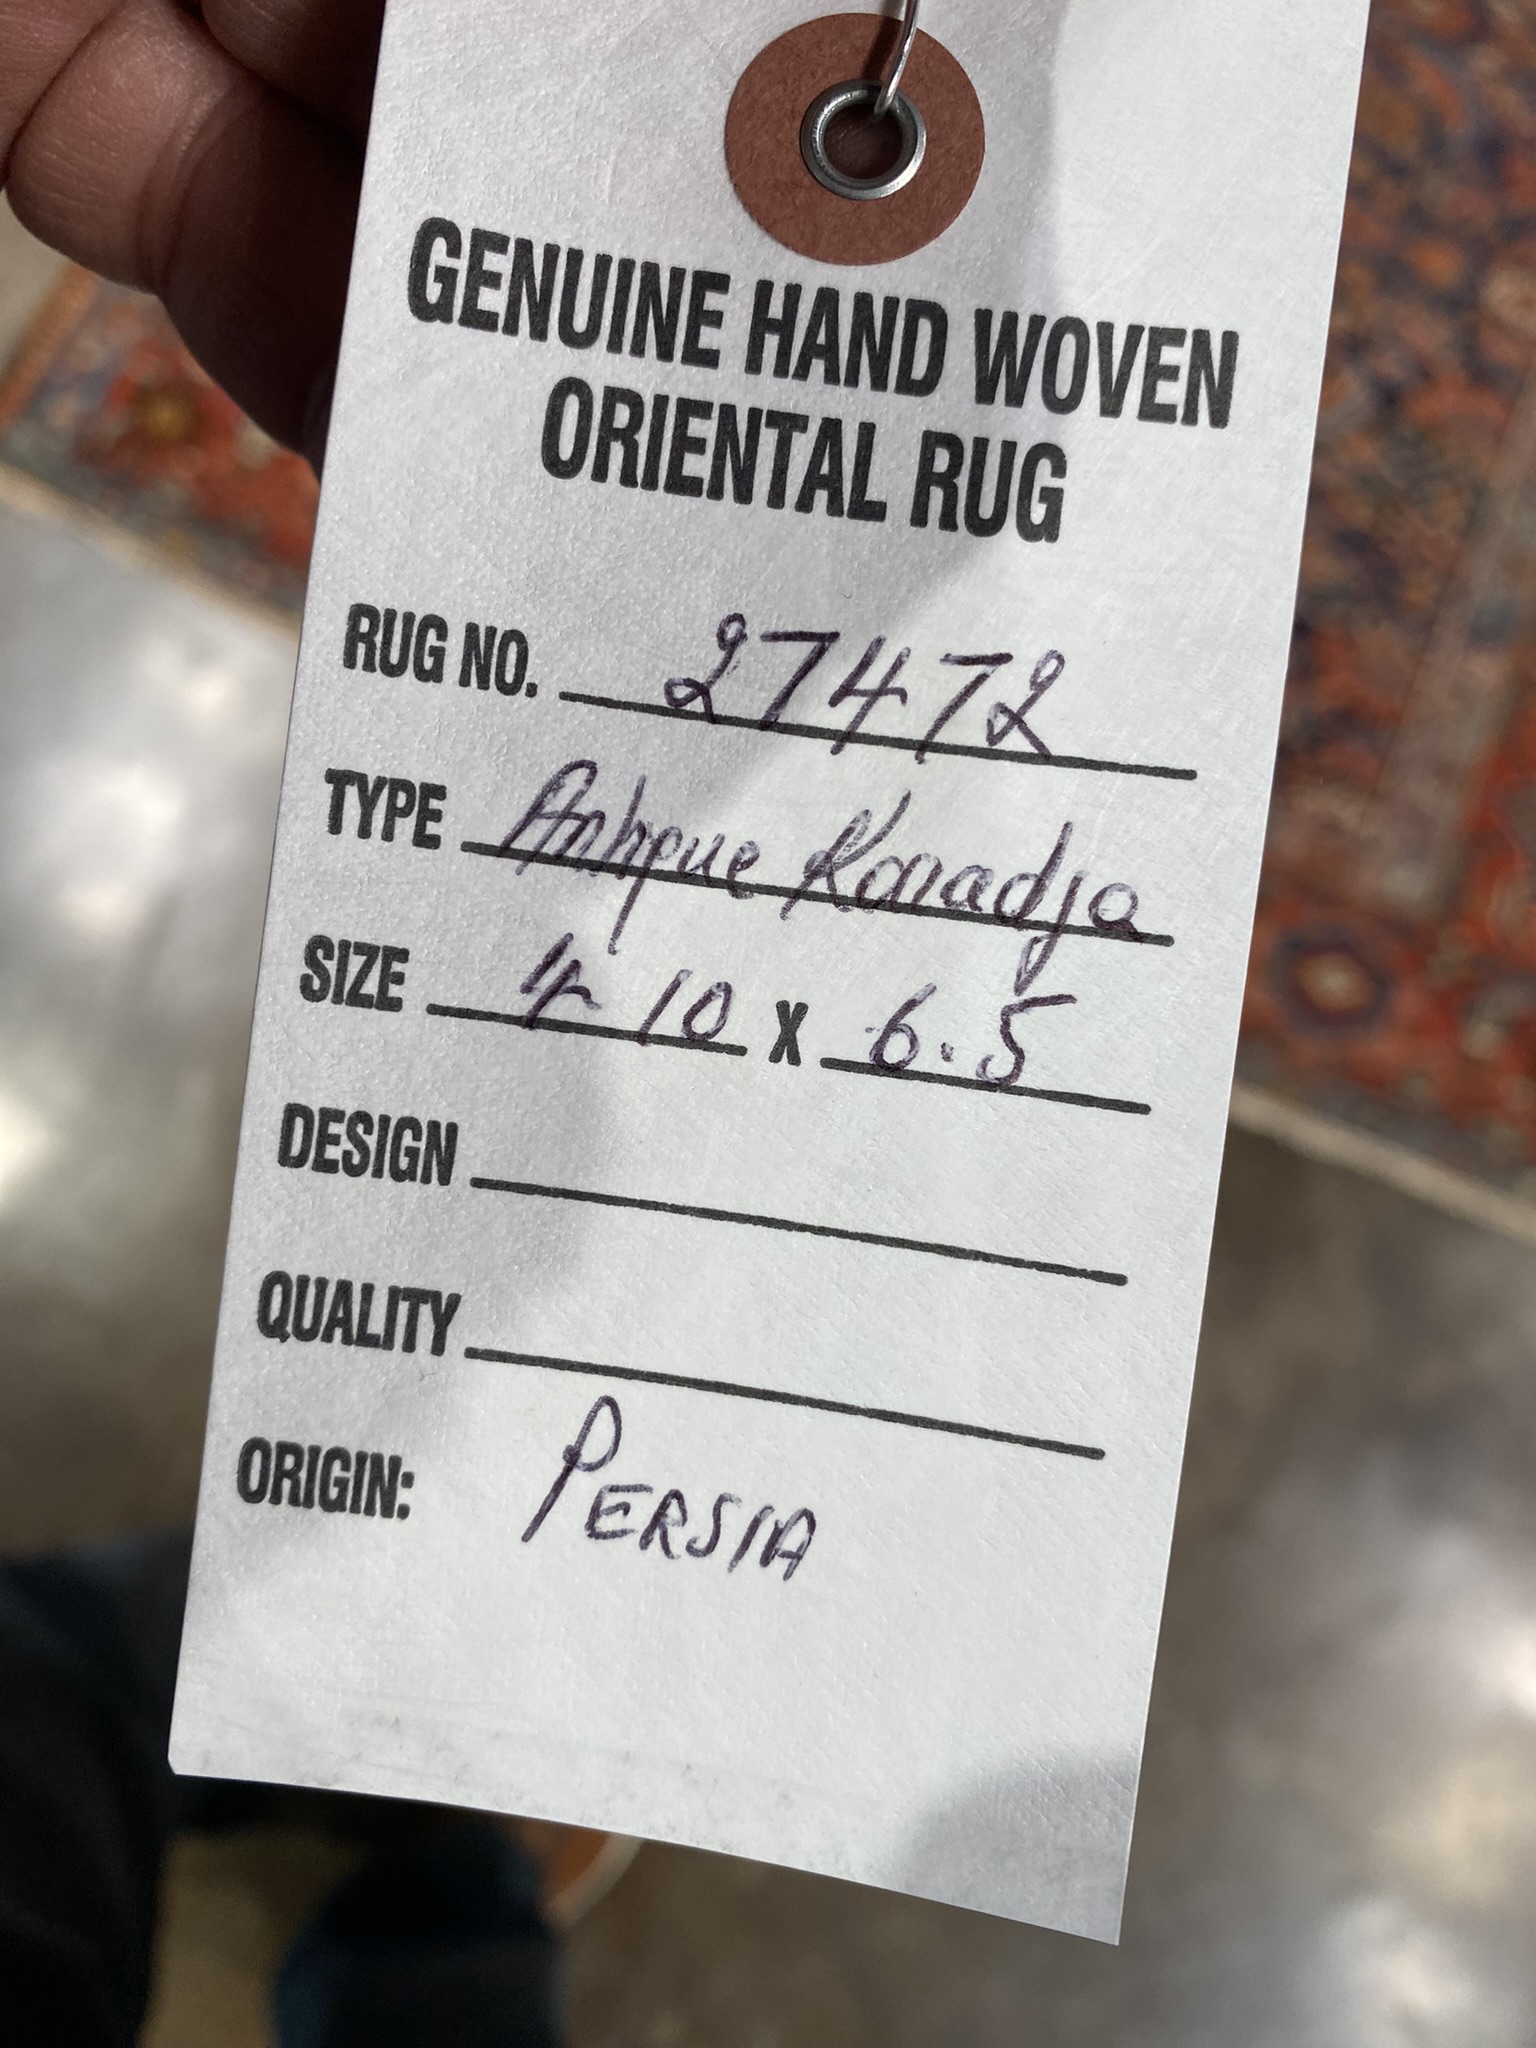 GENUINE HAND WOVEN
ORIENTAL RUG
RUG NO. 27472
TYPE Antique Karadja
SIZE 4 10 X 6.5
DESIGN
QUALITY
ORIGIN: PERSIA